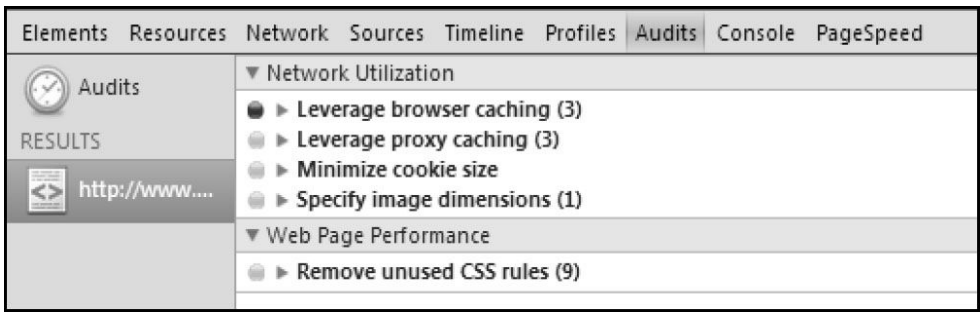 Elements Resources Network Sources Timeline Profiles Audits Console PageSpeed
Audits
RESULTS
http://www....
Network Utilization
Leverage browser caching (3)
Leverage proxy caching (3)
Minimize cookie size
Specify image dimensions (1)
Web Page Performance
Remove unused CSS rules (9)